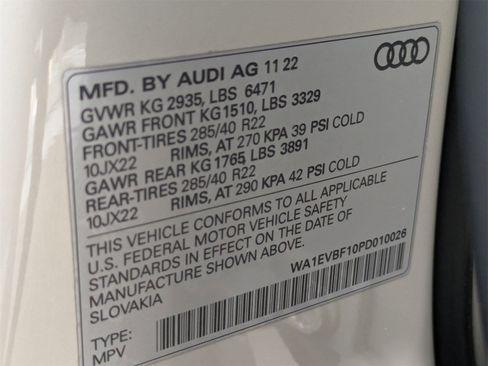 MFD. BY AUDI AG 11 22
GVWR KG 2935, LBS 6471
GAWR FRONT KG1510, LBS 3329
FRONT-TIRES 285/40 R22
10JX22 RIMS, AT 270 KPA 39 PSI COLD
GAWR REAR KG 1765, LBS 3891
REAR-TIRES 285/40 R22
10JX22 RIMS, AT 290 KPA 42 PSI COLD
THIS VEHICLE CONFORMS TO ALL APPLICABLE
U.S. FEDERAL MOTOR VEHICLE SAFETY
STANDARDS IN EFFECT ON THE DATE OF
MANUFACTURE SHOWN ABOVE.
SLOVAKIA
WA1EVBF10PD010026
TYPE:
MPV